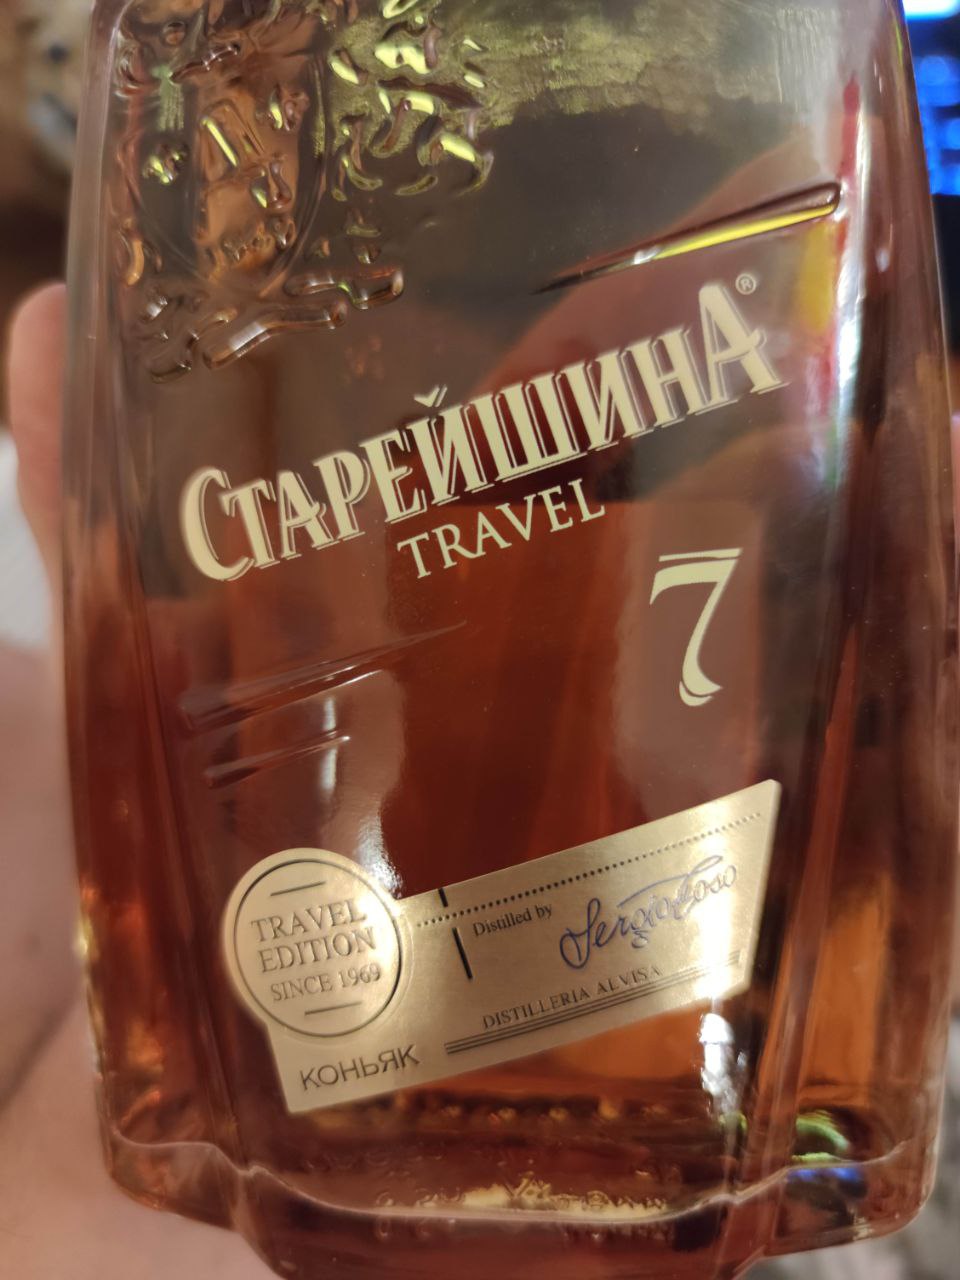 СТАРЕЙШИНА®
TRAVEL
7
TRAVEL
EDITION
SINCE 1969
Distilled by
DISTILLERIA ALVISA
КОНЬЯК